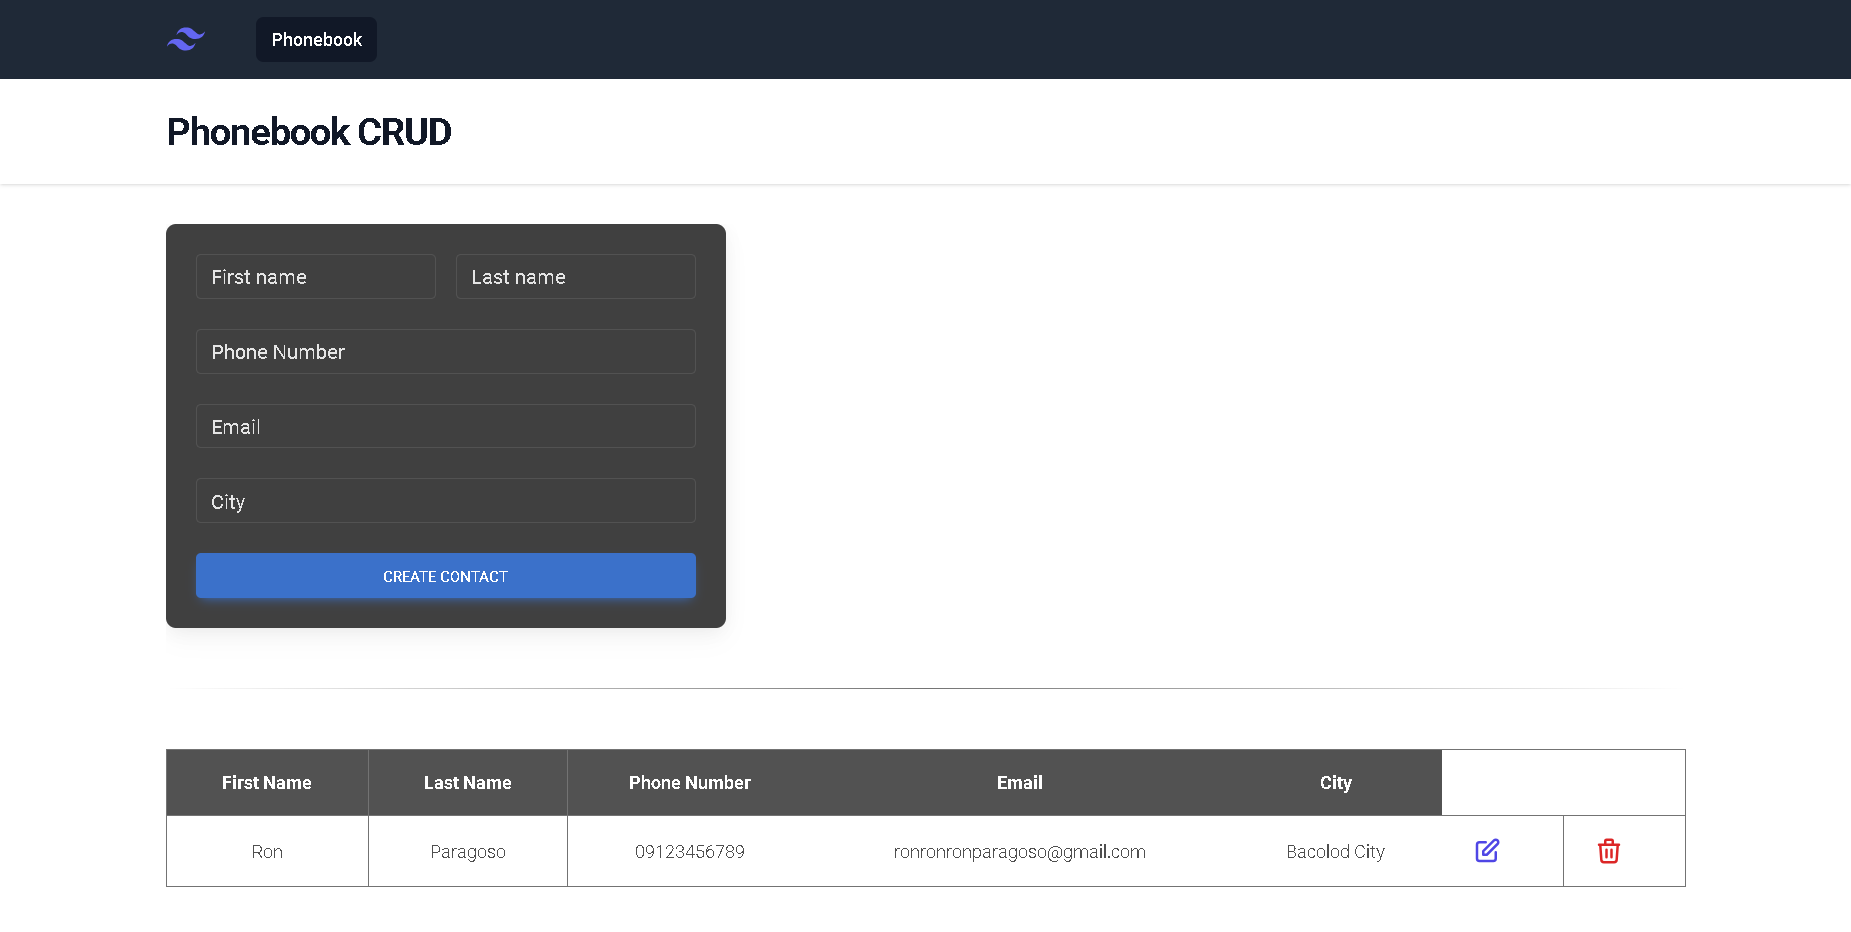 Phonebook
Phonebook CRUD
First name Last name
Phone Number
Email
City
CREATE CONTACT
First Name Last Name Phone Number Email City
Ron Paragoso 09123456789 ronronronparagoso@gmail.com Bacolod City